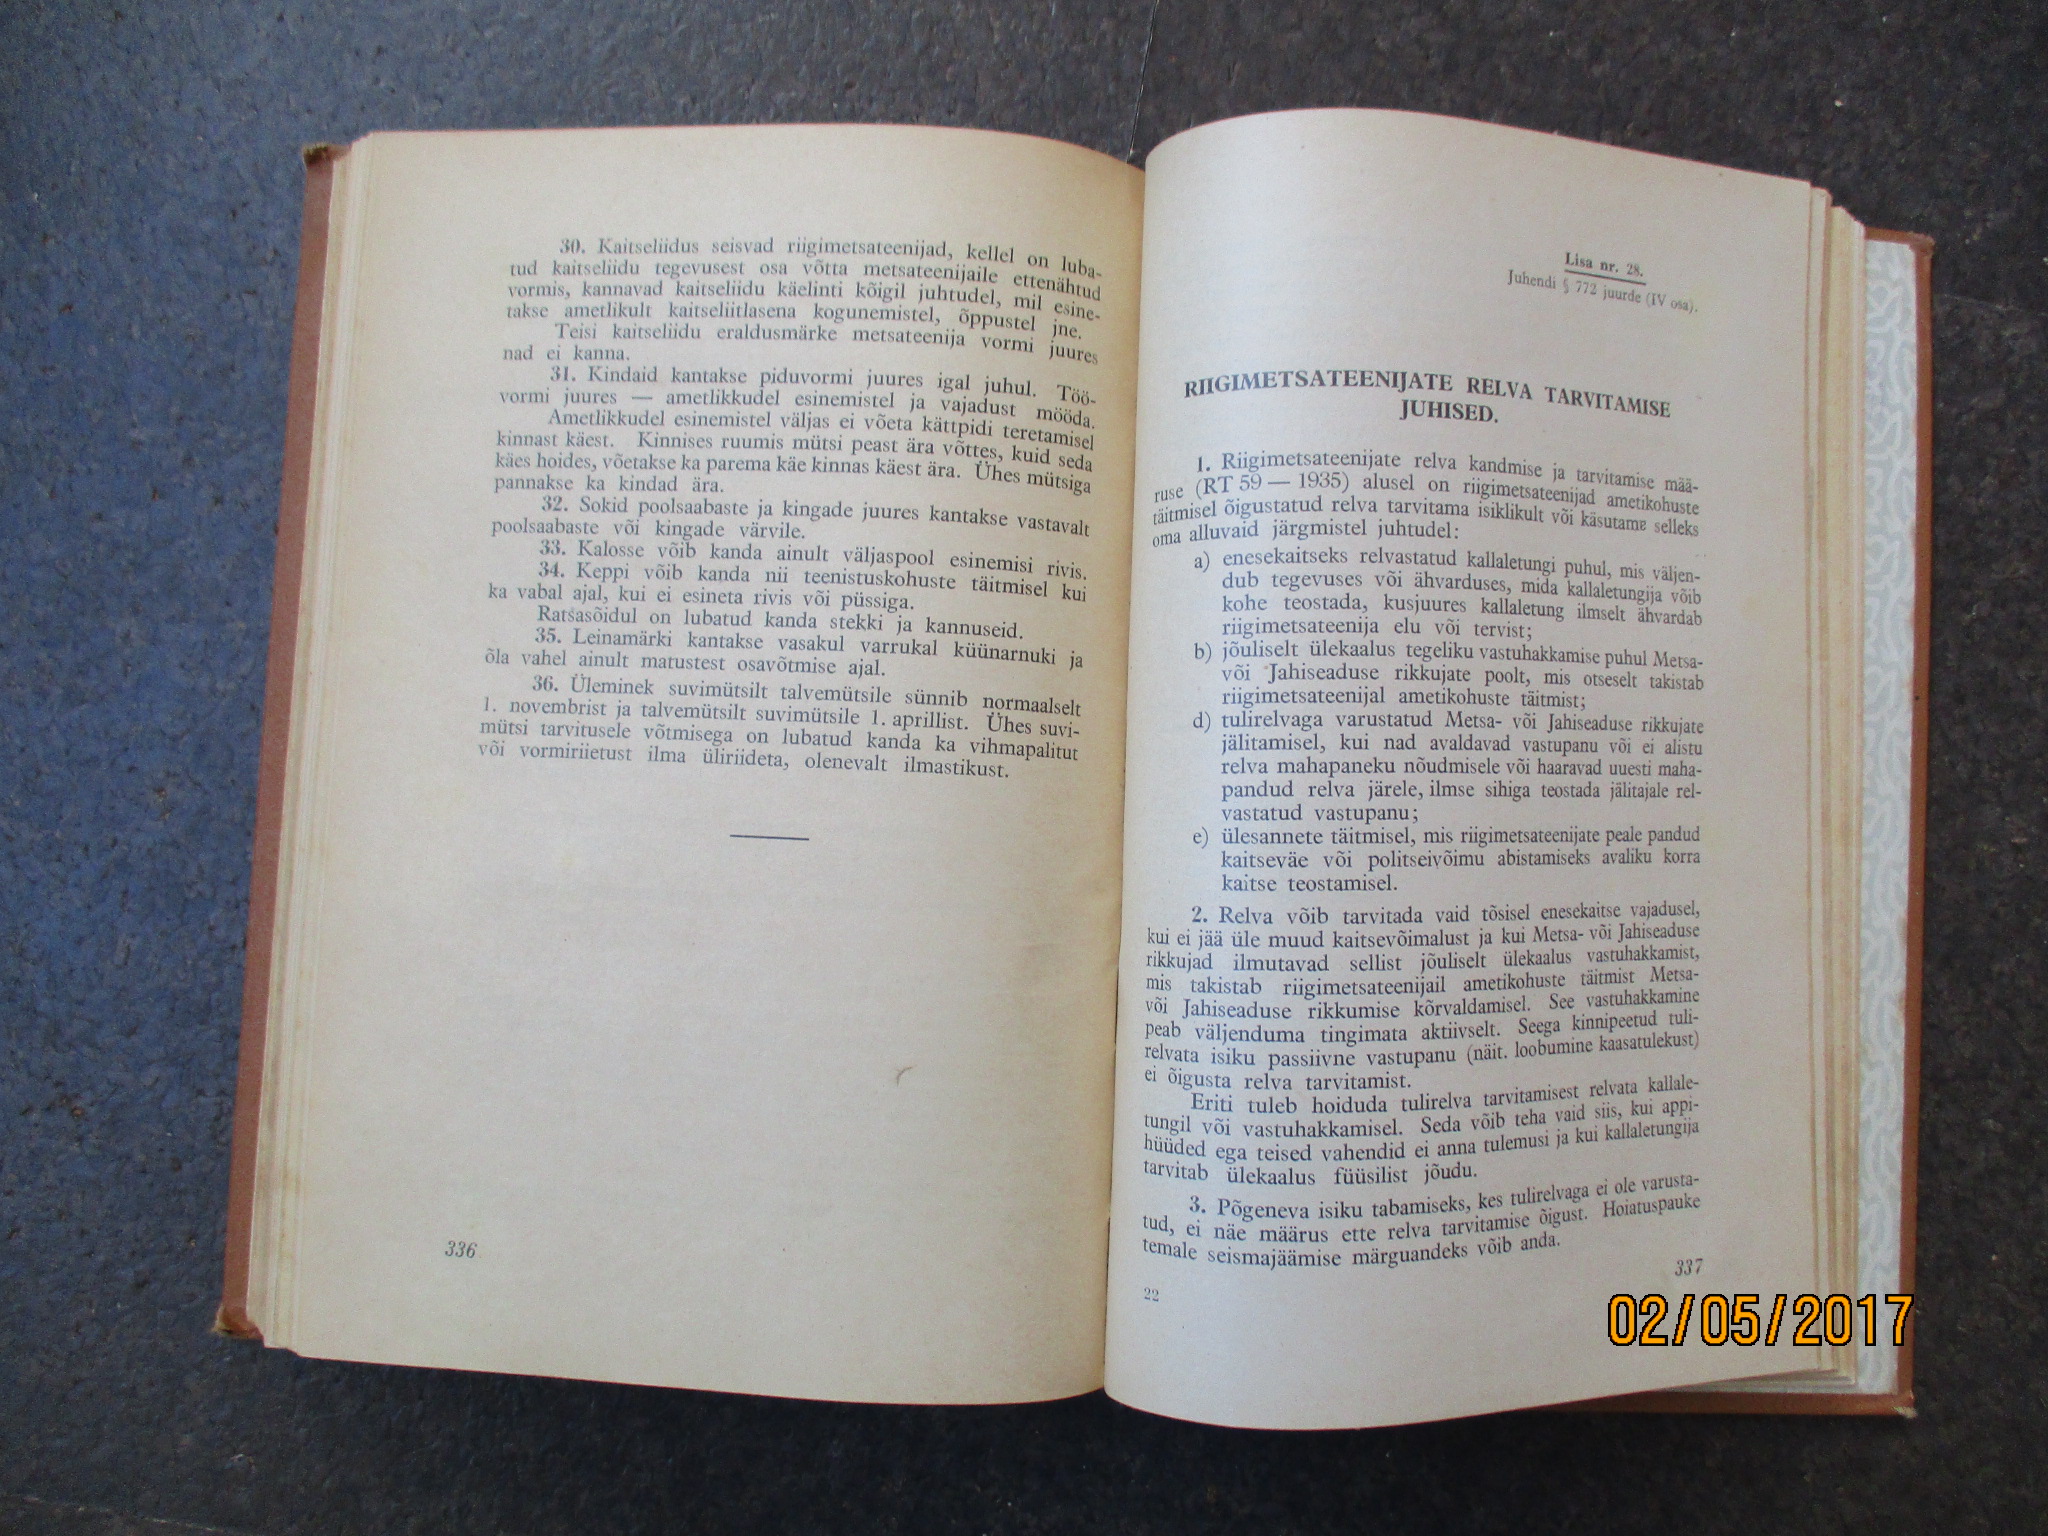 30. Kaitseliidus seisvad riigimetsateenijad, kellel on luba-
tud kaitseliidu tegevusest osa võtta metsateenijaile ettenähtud
vormis, kannavad kaitseliidu käelinti kõigil juhtudel, mil esine-
takse ametlikult kaitseliitlasena kogunemistel, õppustel jne.
Teisi kaitseliidu eraldusmärke metsateenija vormi juures
nad ei kanna.
31. Kindaid kantakse piduvormi juures igal juhul. Töö-
vormi juures — ametlikkudel esinemistel ja vajadust mööda.
Ametlikkudel esinemistel väljas ei võeta kättpidi teretamisel
kinnast käest. Kinnises ruumis mütsi peast ära võttes, kuid seda
käes hoides, võetakse ka parema käe kinnas käest ära. Ühes mütsiga
pannakse ka kindad ära.
32. Sokid poolsaabaste ja kingade juures kantakse vastavalt
poolsaabaste või kingade värvile.
33. Kalosse võib kanda ainult väljaspool esinemisi rivis.
34. Keppi võib kanda nii teenistuskohuste täitmisel kui
ka vabal ajal, kui ei esineta rivis või püssiga.
Ratsasõidul on lubatud kanda stekki ja kannuseid.
35. Leinamärki kantakse vasakul varrukal küünarnuki ja
õla vahel ainult matustest osavõtmise ajal.
36. Üleminek suvimütsilt talvemütsile sünnib normaalselt
1. novembrist ja talvemütsilt suvimütsile 1. aprillist. Ühes suvi-
mütsi tarvitusele võtmisega on lubatud kanda ka vihmapalitut
või vormiriietust ilma üliriideta, olenevalt ilmastikust.
336
Lisa nr. 28.
Juhendi § 772 juurde (IV osa).
RIIGIMETSATEENIJATE RELVA TARVITAMISE
JUHISED.
1. Riigimetsateenijate relva kandmise ja tarvitamise mää-
ruse (RT 59 — 1935) alusel on riigimetsateenijad ametikohuste
täitmisel õigustatud relva tarvitama isiklikult või käsutame selleks
oma alluvaid järgmistel juhtudel:
a) enesekaitseks relvastatud kallaletungi puhul, mis väljen-
dub tegevuses või ähvarduses, mida kallaletungija võib
kohe teostada, kusjuures kallaletung ilmselt ähvardab
riigimetsateenija elu või tervist;
b) jõuliselt ülekaalus tegeliku vastuhakkamise puhul Metsa-
või Jahiseaduse rikkujate poolt, mis otseselt takistab
riigimetsateenijal ametikohuste täitmist;
d) tulirelvaga varustatud Metsa- või Jahiseaduse rikkujate
jälitamisel, kui nad avaldavad vastupanu või ei alistu
relva mahapaneku nõudmisele või haaravad uuesti maha-
pandud relva järele, ilmse sihiga teostada jälitajale rel-
vastatud vastupanu;
e) ülesannete täitmisel, mis riigimetsateenijate peale pandud
kaitseväe või politseivõimu abistamiseks avaliku korra
kaitse teostamisel.
2. Relva võib tarvitada vaid tõsisel enesekaitse vajadusel,
kui ei jää üle muud kaitsevõimalust ja kui Metsa- või Jahiseaduse
rikkujad ilmutavad sellist jõuliselt ülekaalus vastuhakkamist,
mis takistab riigimetsateenijail ametikohuste täitmist Metsa-
või Jahiseaduse rikkumise kõrvaldamisel. See vastuhakkamine
peab väljenduma tingimata aktiivselt. Seega kinnipeetud tuli-
relvata isiku passiivne vastupanu (näit. loobumine kaasatulekust)
ei õigusta relva tarvitamist.
Eriti tuleb hoiduda tulirelva tarvitamisest relvata kallale-
tungil või vastuhakkamisel. Seda võib teha vaid siis, kui appi-
hüüded ega teised vahendid ei anna tulemusi ja kui kallaletungija
tarvitab ülekaalus füüsilist jõudu.
3. Põgeneva isiku tabamiseks, kes tulirelvaga ei ole varusta-
tud, ei näe määrus ette relva tarvitamise õigust. Hoiatuspauke
temale seismajäämise märguandeks võib anda.
337
22
02/05/2017